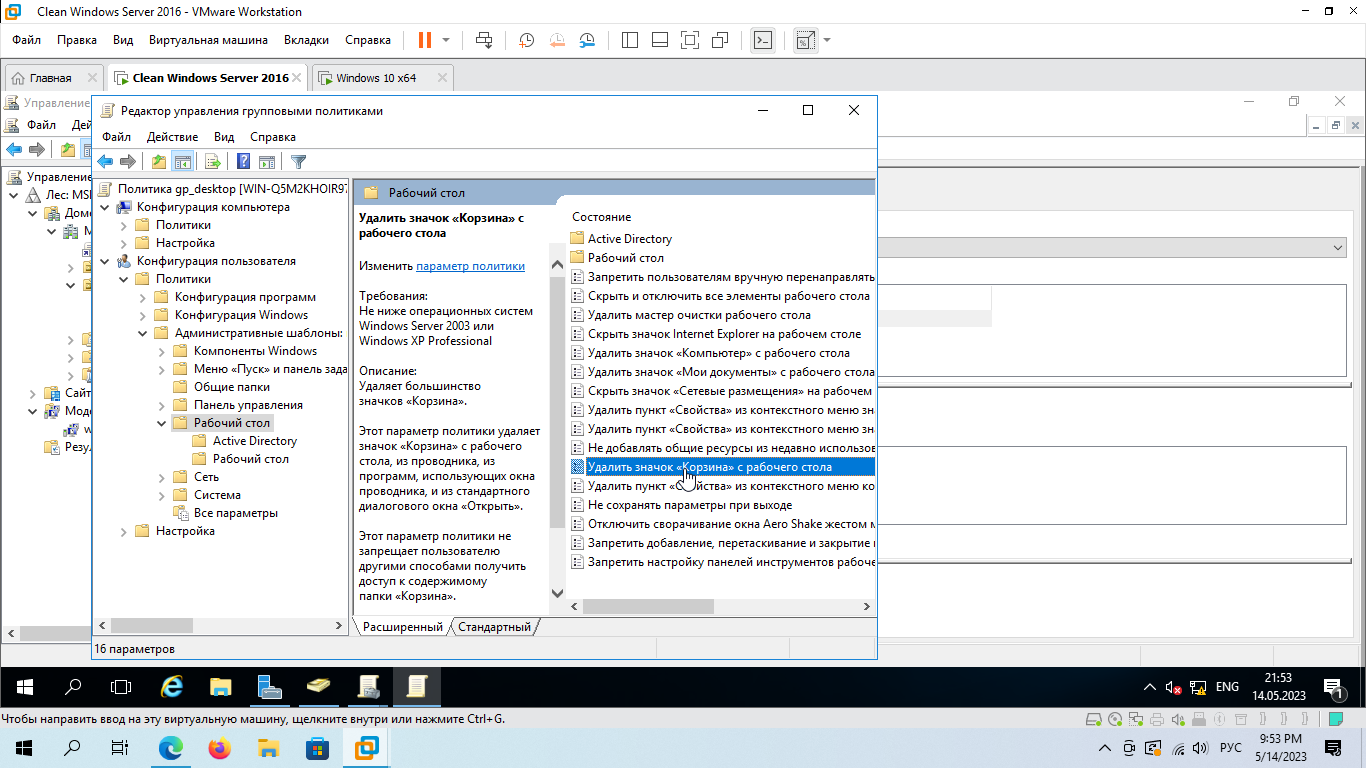 Clean Windows Server 2016 - VMware Workstation
Файл Правка Вид Виртуальная машина Вкладки Справка
Главная Clean Windows Server 2016 Windows 10 x64
Управление
Файл Дей
Управление
Лес: MSI
Доме
М
Сайт
Моде
w
Резул
Редактор управления групповыми политиками
Файл Действие Вид Справка
Политика gp_desktop [WIN-Q5M2KHOIR97
Конфигурация компьютера
Политики
Настройка
Конфигурация пользователя
Политики
Конфигурация программ
Конфигурация Windows
Административные шаблоны:
Компоненты Windows
Меню «Пуск» и панель зада
Общие папки
Панель управления
Рабочий стол
Active Directory
Рабочий стол
Сеть
Система
Все параметры
Настройка
Рабочий стол
Удалить значок «Корзина» с
рабочего стола
Изменить параметр политики
Требования:
Не ниже операционных систем
Windows Server 2003 или
Windows XP Professional
Описание:
Удаляет большинство
значков «Корзина».
Этот параметр политики удаляет
значок «Корзина» с рабочего
стола, из проводника, из
программ, использующих окна
проводника, и из стандартного
диалогового окна «Открыть».
Этот параметр политики не
запрещает пользователю
другими способами получить
доступ к содержимому
папки «Корзина».
Состояние
Active Directory
Рабочий стол
Запретить пользователям вручную перенаправлять
Скрыть и отключить все элементы рабочего стола
Удалить мастер очистки рабочего стола
Скрыть значок Internet Explorer на рабочем столе
Удалить значок «Компьютер» с рабочего стола
Удалить значок «Мои документы» с рабочего стола
Скрыть значок «Сетевые размещения» на рабочем
Удалить пункт «Свойства» из контекстного меню зн
Удалить пункт «Свойства» из контекстного меню зн
Не добавлять общие ресурсы из недавно использов
Удалить значок «Корзина» с рабочего стола
Удалить пункт «Свойства» из контекстного меню ко
Не сохранять параметры при выходе
Отключить сворачивание окна Aero Shake жестом м
Запретить добавление, перетаскивание и закрытие
Запретить настройку панелей инструментов рабоче
Расширенный Стандартный
16 параметров
ENG
21:53
14.05.2023
1
Чтобы направить ввод на эту виртуальную машину, щелкните внутри или нажмите Ctrl+G.
РУС
9:53 PM
5/14/2023